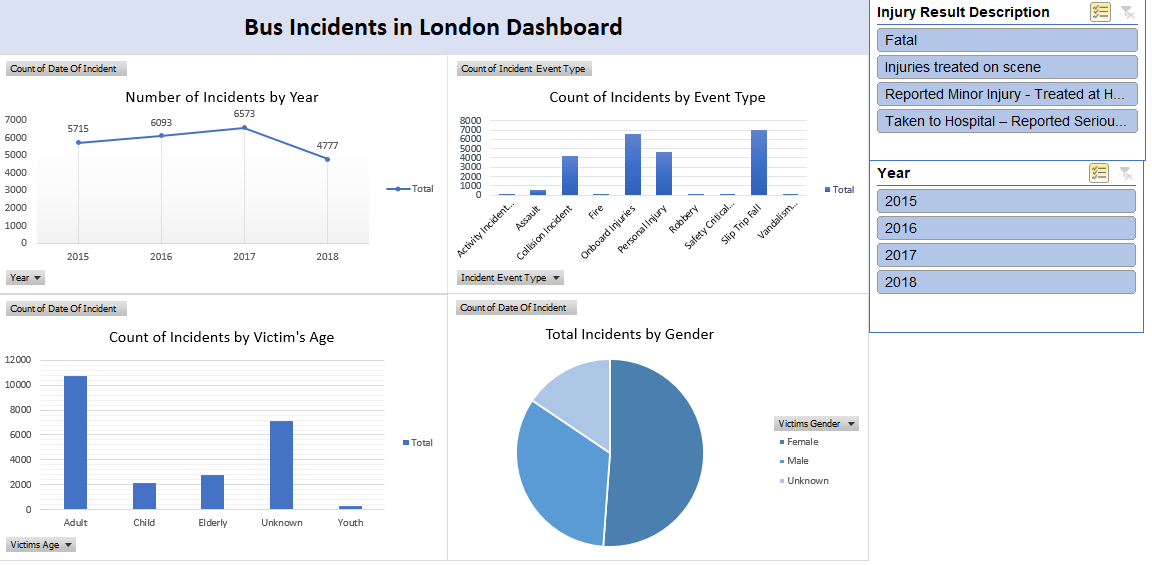 Bus Incidents in London Dashboard
Count of Date Of Incident
Number of Incidents by Year
7000
6000
5000
4000
3000
2000
1000
0
5715
6093
6573
4777
2015
2016
2017
2018
Total
Year
Count of Incident Event Type
Count of Incidents by Event Type
8000
7000
6000
5000
4000
3000
2000
1000
0
Activity Incident...
Assault
Collision Incident
Fire
Onboard Injuries
Personal Injury
Robbery
Safety Critical...
Slip Trip Fall
Vandalism...
Total
Incident Event Type
Count of Date Of Incident
Count of Incidents by Victim's Age
12000
10000
8000
6000
4000
2000
0
Adult
Child
Elderly
Unknown
Youth
Total
Victims Age
Count of Date Of Incident
Total Incidents by Gender
Victims Gender
Female
Male
Unknown
Injury Result Description
Fatal
Injuries treated on scene
Reported Minor Injury - Treated at H...
Taken to Hospital – Reported Seriou...
Year
2015
2016
2017
2018